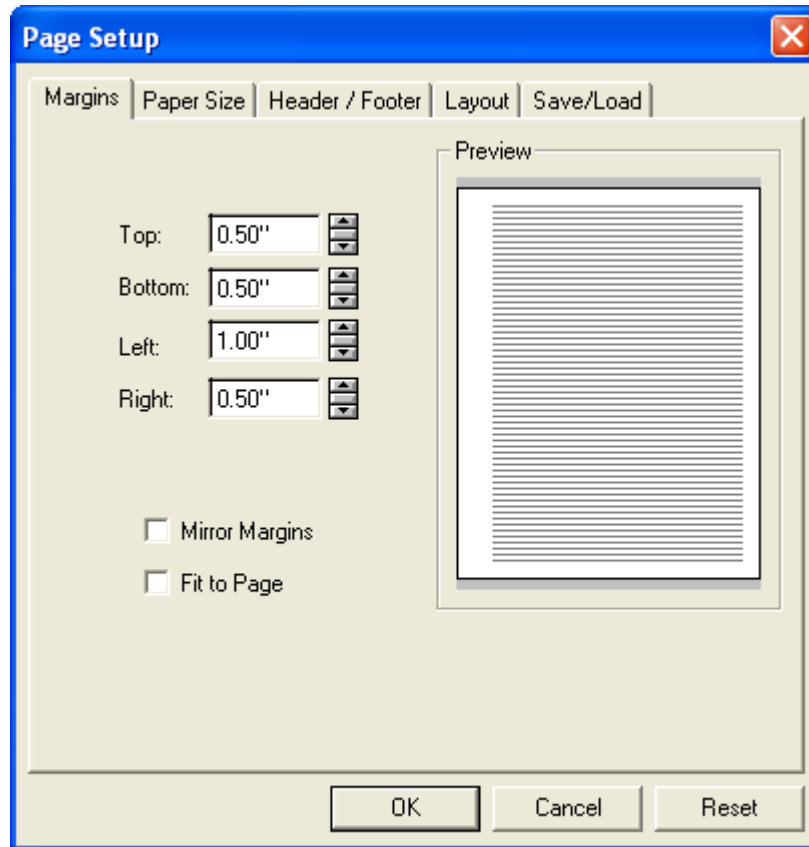 Page Setup
Margins Paper Size Header / Footer Layout Save/Load
Preview
Top: 0.50"
Bottom: 0.50"
Left: 1.00"
Right: 0.50"
Mirror Margins
Fit to Page
OK Cancel Reset